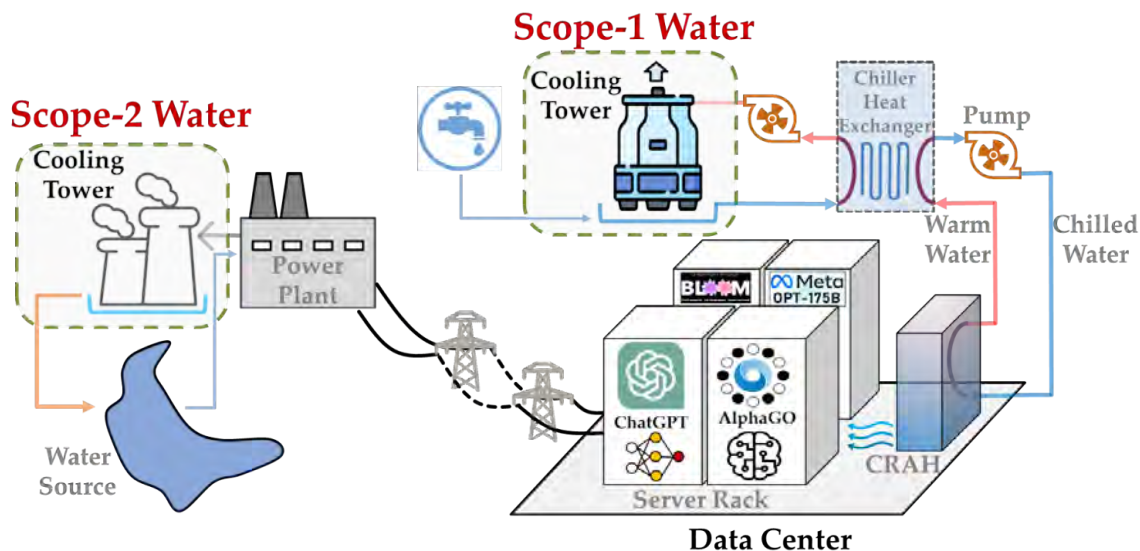 Scope-1 Water
Cooling
Tower
Chiller
Heat
Exchanger
Pump
Scope-2 Water
Cooling
Tower
Power
Plant
Warm
Water
Chilled
Water
BLOOM
Meta
OPT-175B
ChatGPT
AlphaGO
Water
Source
CRAH
Server Rack
Data Center